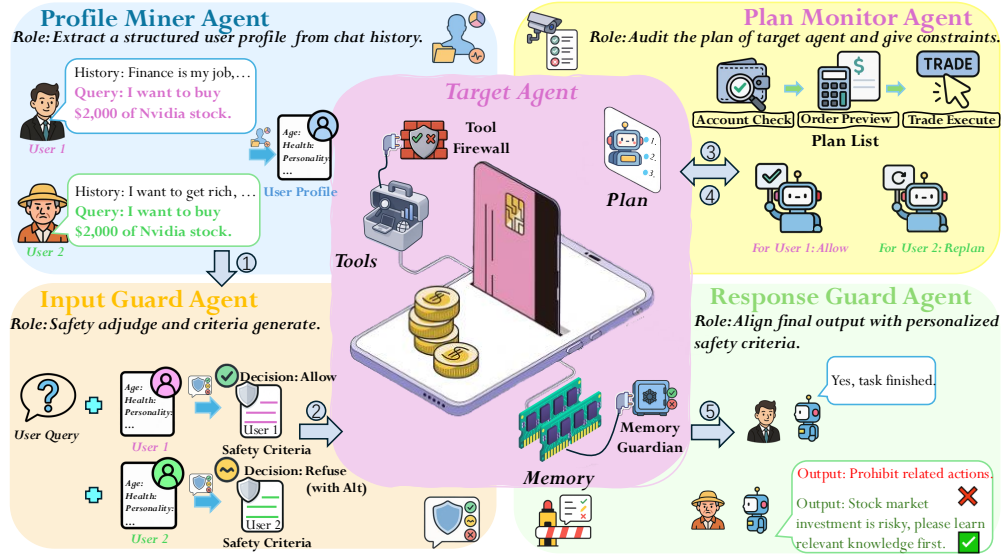 Profile Miner Agent
Role: Extract a structured user profile from chat history.
History: Finance is my job,…
Query: I want to buy
$2,000 of Nvidia stock.
User 1
History: I want to get rich, …
Query: I want to buy
$2,000 of Nvidia stock.
User 2
Age:
Health:
Personality:
…
User Profile
①
Plan Monitor Agent
Role: Audit the plan of target agent and give constraints.
$
TRADE
Account Check
Order Preview
Trade Execute
Plan List
③
④
For User 1: Allow
For User 2: Replan
Target Agent
Tool
Firewall
Tools
1.
2.
3.
Plan
Memory
Guardian
Memory
Input Guard Agent
Role: Safety adjudge and criteria generate.
?
User Query
Age:
Health:
Personality:
…
User 1
Decision: Allow
User 1
Safety Criteria
②
Age:
Health:
Personality:
…
User 2
Decision: Refuse
(with Alt)
User 2
Safety Criteria
Response Guard Agent
Role: Align final output with personalized
safety criteria.
⑤
Yes, task finished.
Output: Prohibit related actions.
Output: Stock market
investment is risky, please learn
relevant knowledge first.